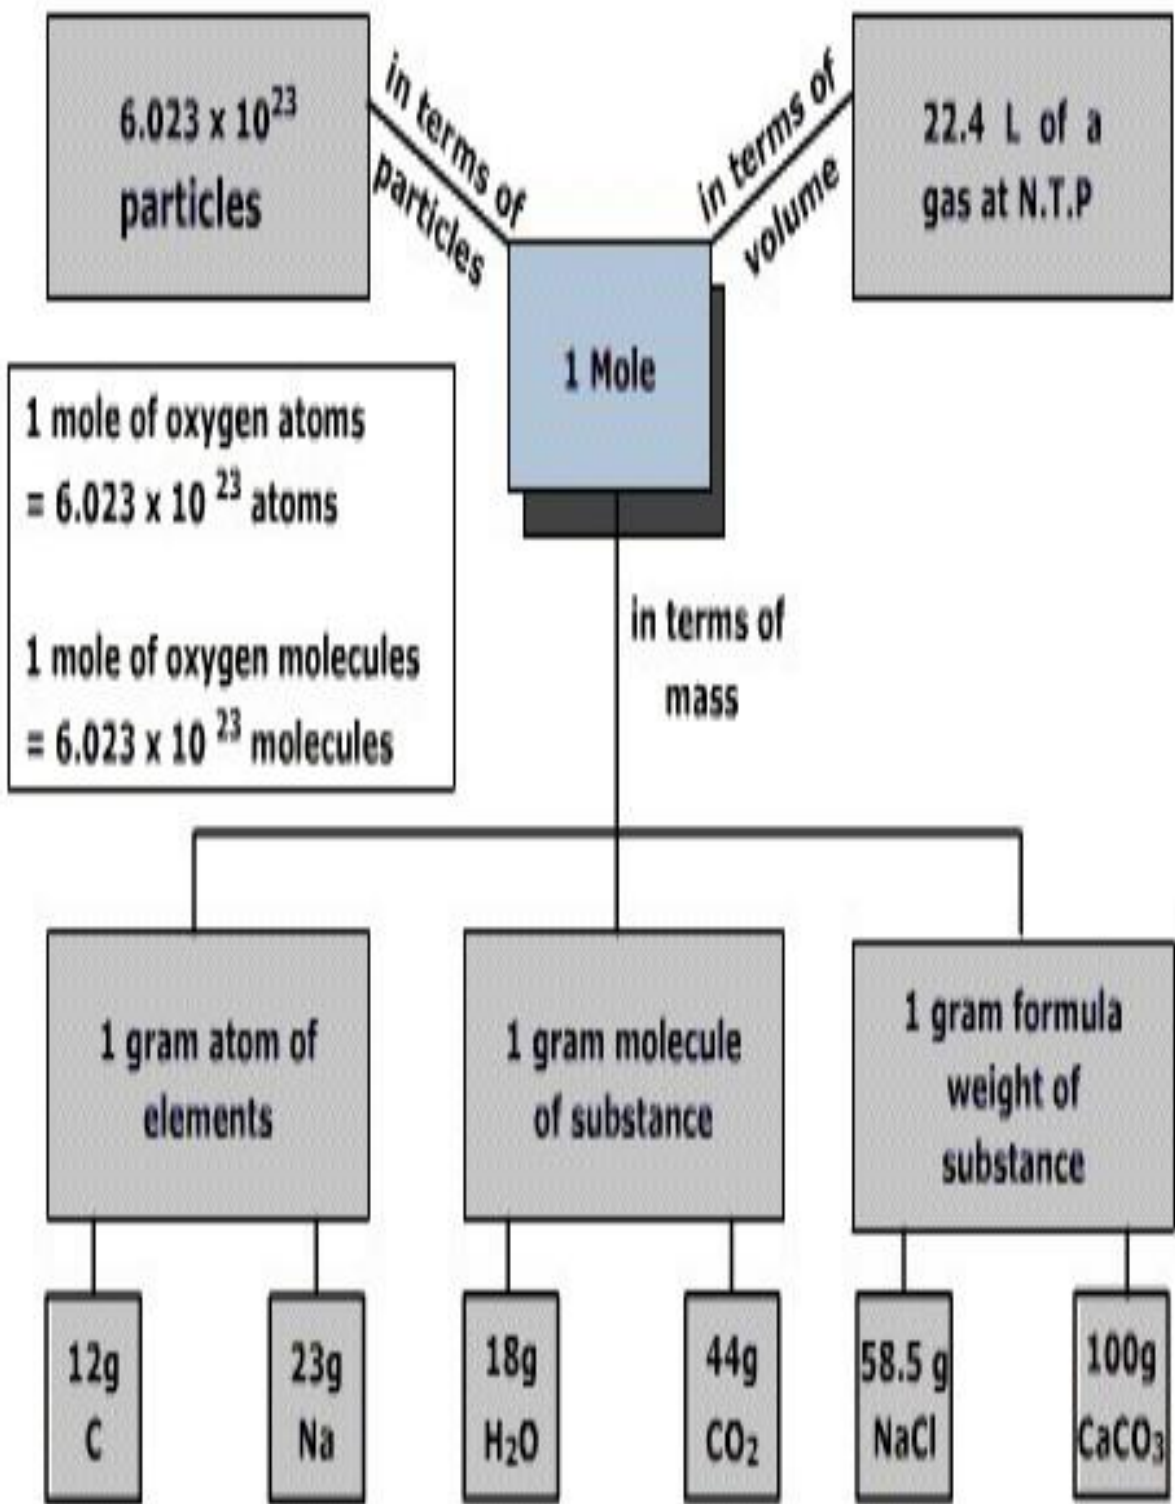 6.023 x 10²³
particles
in terms of
particles
in terms of
volume
22.4 L of a
gas at N.T.P
1 Mole
1 mole of oxygen atoms
= 6.023 x 10 ²³ atoms
1 mole of oxygen molecules
= 6.023 x 10 ²³ molecules
in terms of
mass
1 gram atom of
elements
1 gram molecule
of substance
1 gram formula
weight of
substance
12g
C
23g
Na
18g
H₂O
44g
CO₂
58.5 g
NaCl
100g
CaCO₃